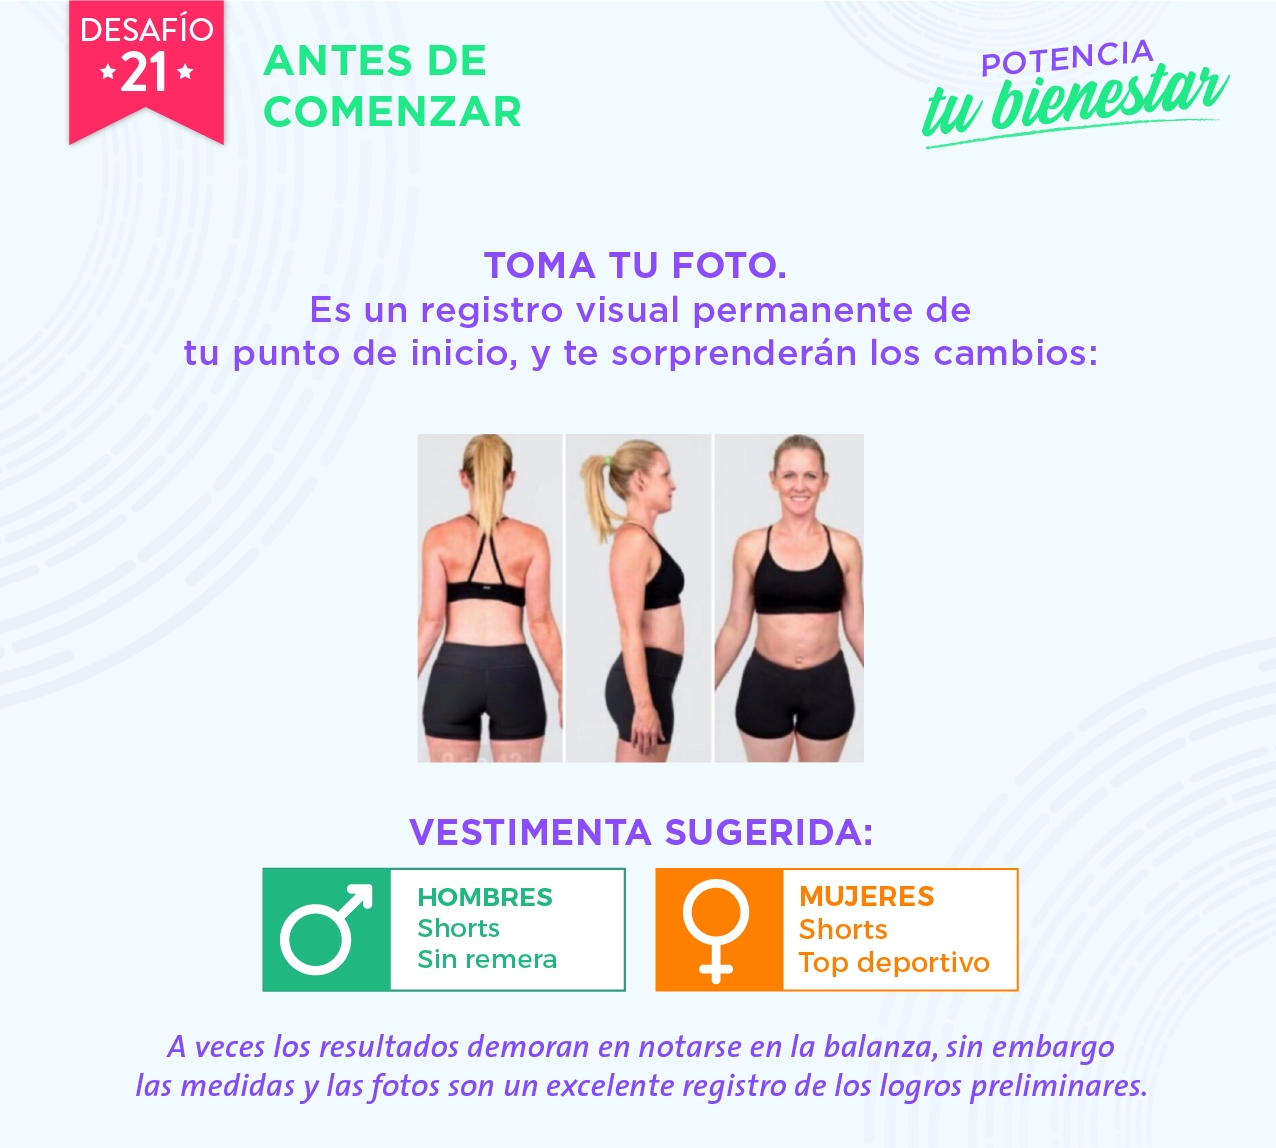 DESAFÍO
21
ANTES DE
COMENZAR
POTENCIA
tu bienestar
TOMA TU FOTO.
Es un registro visual permanente de
tu punto de inicio, y te sorprenderán los cambios:
VESTIMENTA SUGERIDA:
HOMBRES
Shorts
Sin remera
MUJERES
Shorts
Top deportivo
A veces los resultados demoran en notarse en la balanza, sin embargo
las medidas y las fotos son un excelente registro de los logros preliminares.